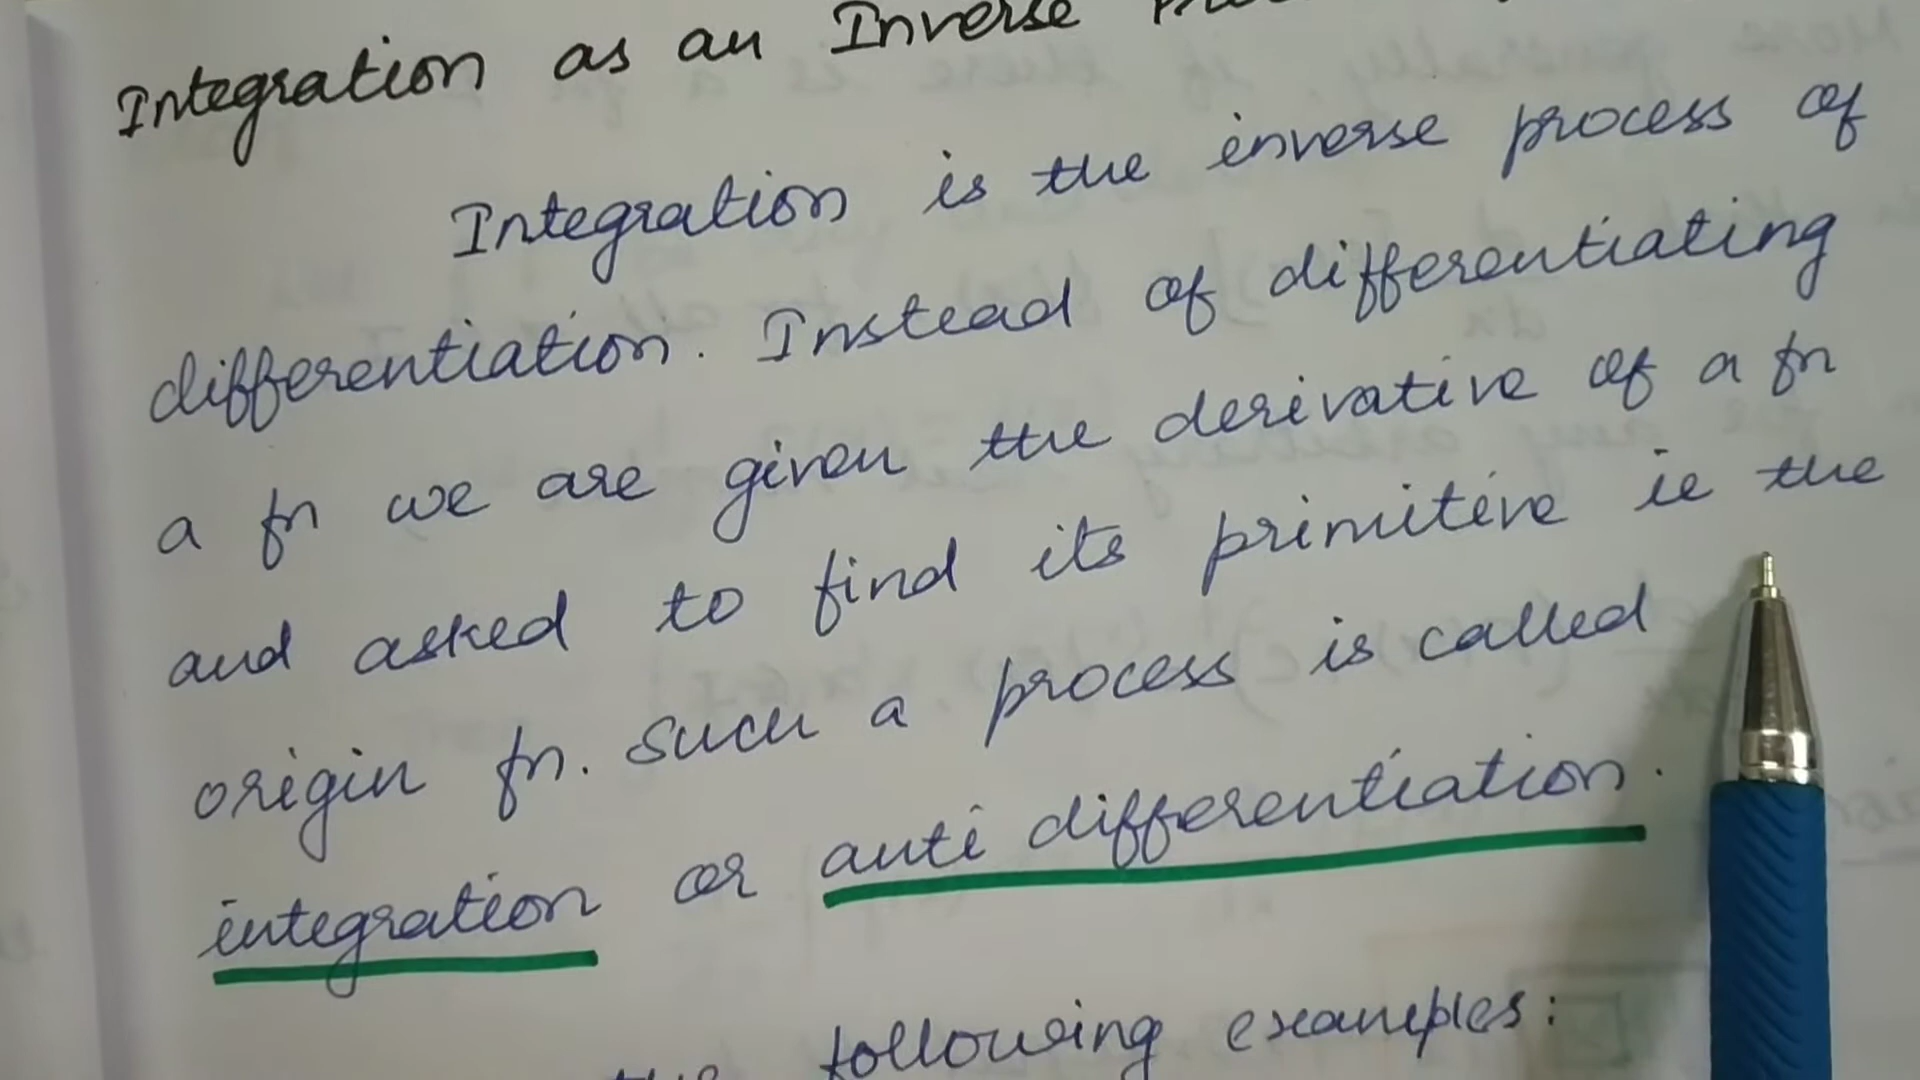 Integration as an Inverse
Integration is the inverse process of
differentiation. Instead of differentiating
a fn we are given the derivative of a fn
and asked to find its primitive ie the
origin fn. such a process is called
integration or anti differentiation.
the following examples: